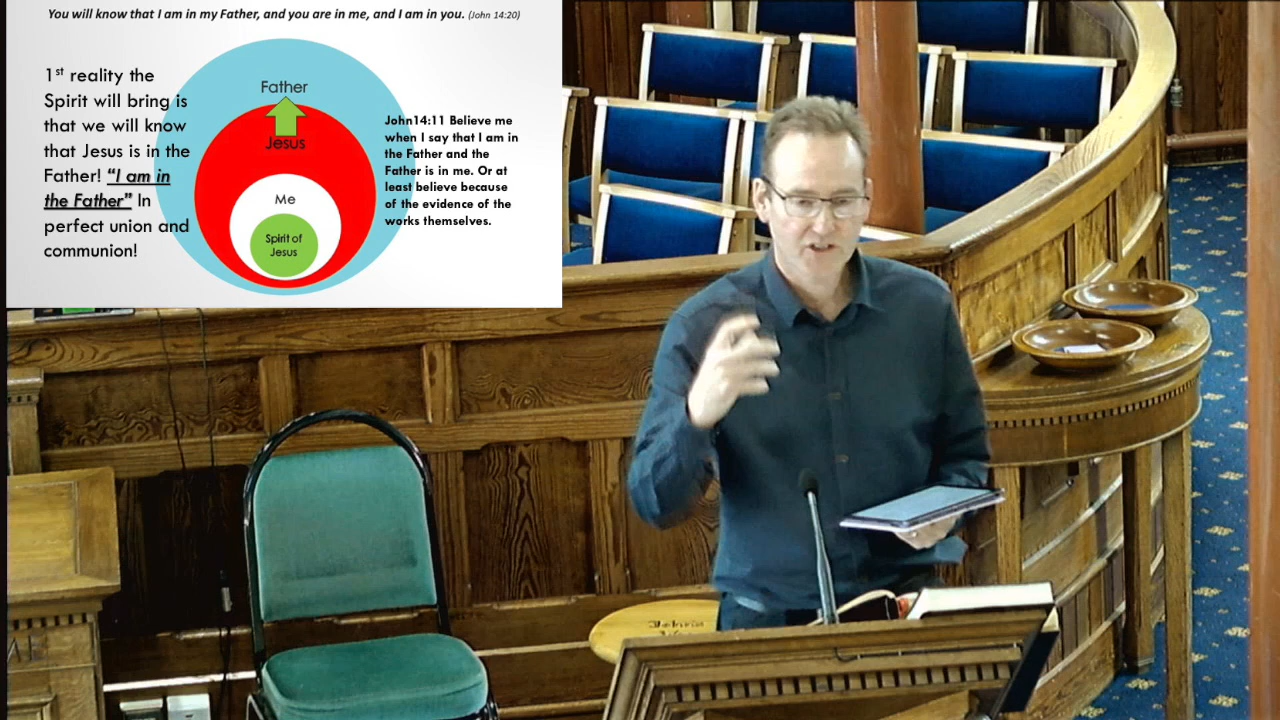 You will know that I am in my Father, and you are in me, and I am in you. (John 14:20)
1st reality the
Spirit will bring is
that we will know
that Jesus is in the
Father! “I am in
the Father” In
perfect union and
communion!
Father
Jesus
Me
Spirit of
Jesus
John14:11 Believe me
when I say that I am in
the Father and the
Father is in me. Or at
least believe because
of the evidence of the
works themselves.